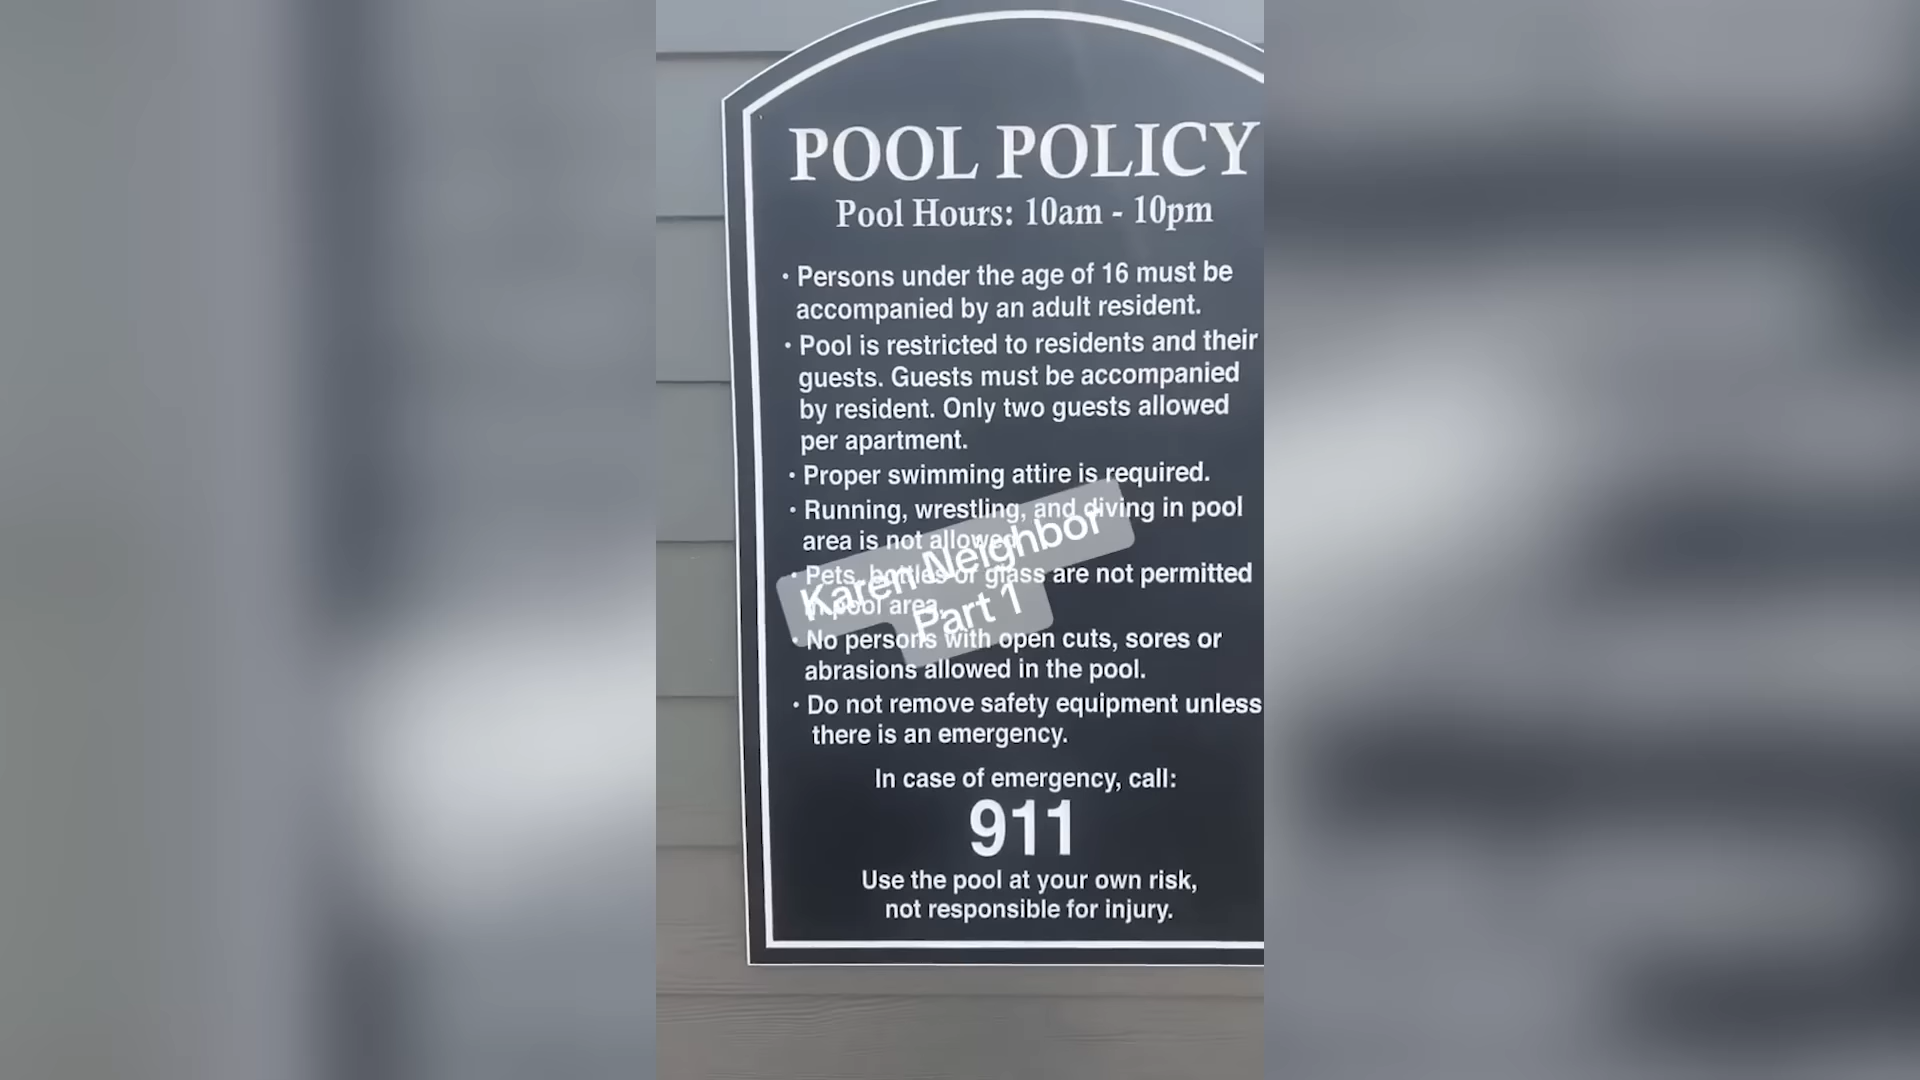 POOL POLICY
Pool Hours: 10am - 10pm
• Persons under the age of 16 must be
accompanied by an adult resident.
• Pool is restricted to residents and their
guests. Guests must be accompanied
by resident. Only two guests allowed
per apartment.
• Proper swimming attire is required.
• Running, wrestling, and diving in pool
area is not allowed.
• Pets, bottles or glass are not permitted
in pool area.
• No persons with open cuts, sores or
abrasions allowed in the pool.
• Do not remove safety equipment unless
there is an emergency.
In case of emergency, call:
911
Use the pool at your own risk,
not responsible for injury.
Karen Neighbor
Part 1